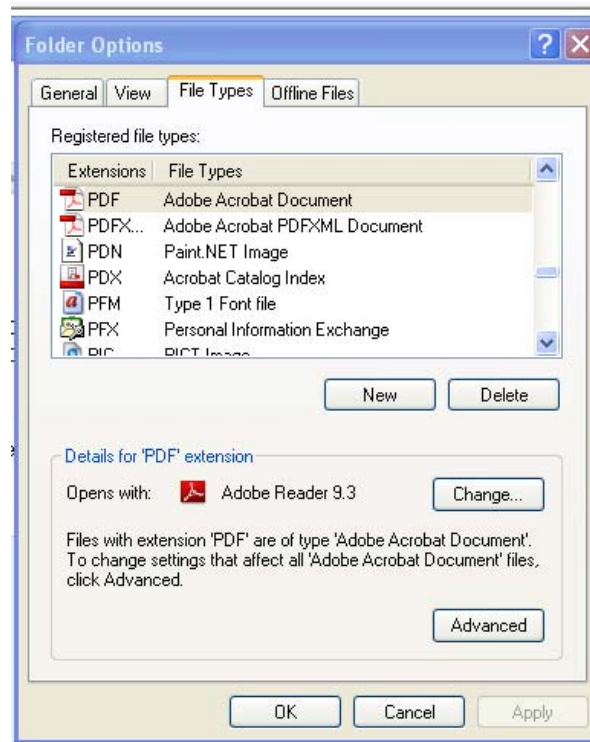 Folder Options
General View File Types Offline Files
Registered file types:
Extensions File Types
PDF Adobe Acrobat Document
PDFX... Adobe Acrobat PDFXML Document
PDN Paint.NET Image
PDX Acrobat Catalog Index
PFM Type 1 Font file
PFX Personal Information Exchange
PIC PICT Image
New Delete
Details for 'PDF' extension
Opens with: Adobe Reader 9.3 Change...
Files with extension 'PDF' are of type 'Adobe Acrobat Document'.
To change settings that affect all 'Adobe Acrobat Document' files,
click Advanced.
Advanced
OK Cancel Apply